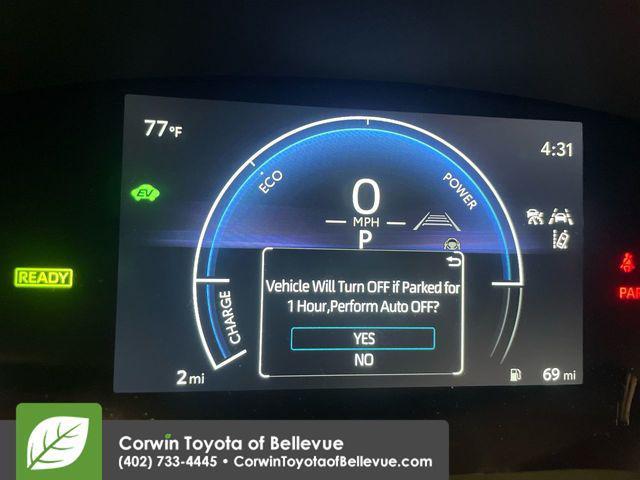 77°F
4:31
EV
ECO
POWER
0
MPH
P
READY
Vehicle Will Turn OFF if Parked for
1 Hour,Perform Auto OFF?
YES
NO
CHARGE
PAR
2 mi
69 mi
Corwin Toyota of Bellevue
(402) 733-4445 • CorwinToyotaofBellevue.com